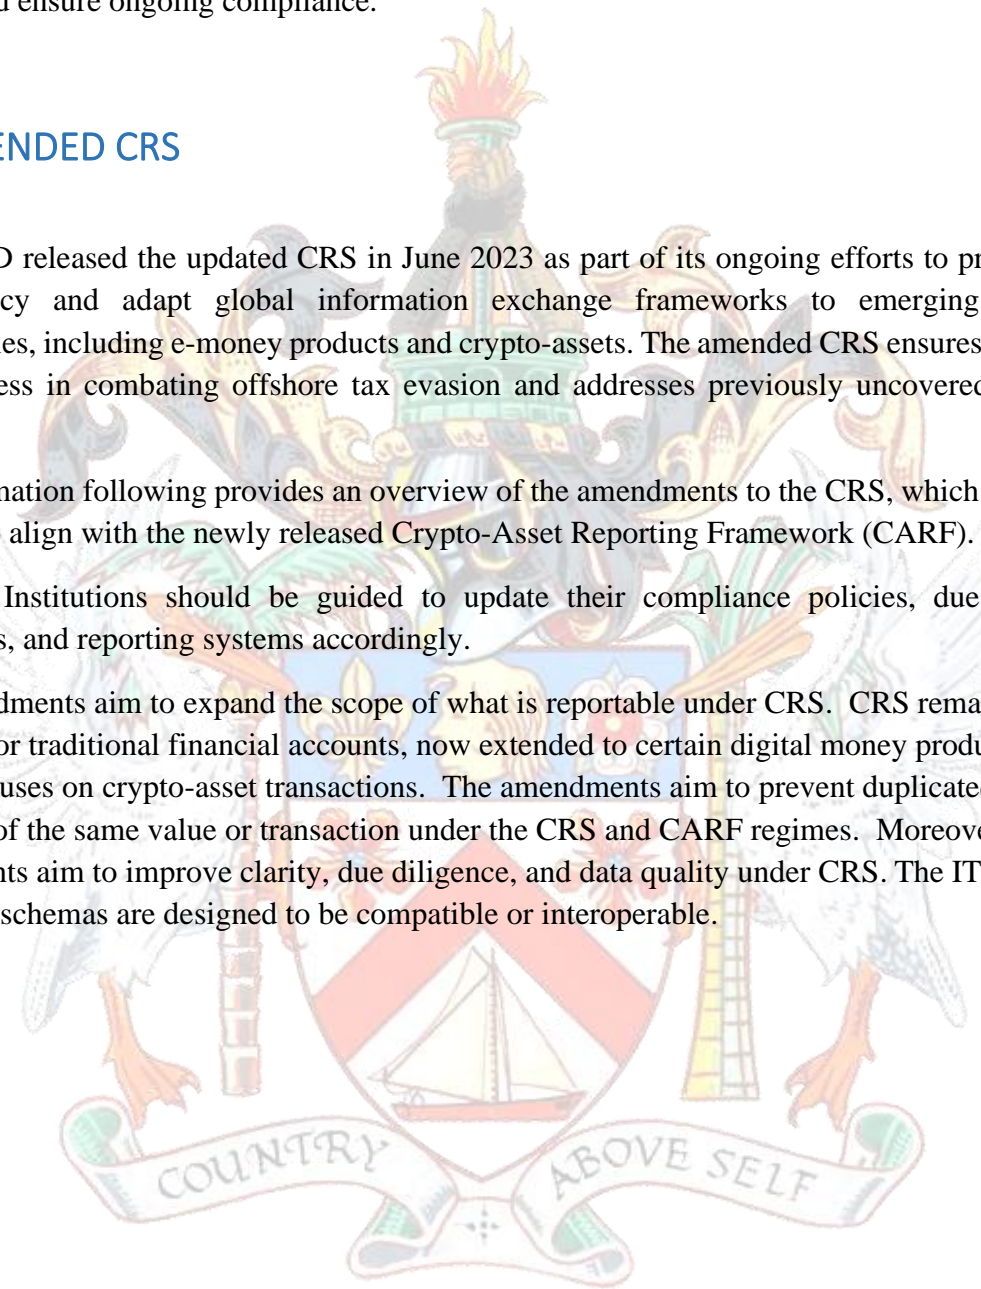 d ensure ongoing compliance.
ENDED CRS
D released the updated CRS in June 2023 as part of its ongoing efforts to pr
cy and adapt global information exchange frameworks to emerging
es, including e-money products and crypto-assets. The amended CRS ensures
ess in combating offshore tax evasion and addresses previously uncovered
nation following provides an overview of the amendments to the CRS, which
align with the newly released Crypto-Asset Reporting Framework (CARF).
Institutions should be guided to update their compliance policies, due
s, and reporting systems accordingly.
dments aim to expand the scope of what is reportable under CRS. CRS rema
or traditional financial accounts, now extended to certain digital money produ
uses on crypto-asset transactions. The amendments aim to prevent duplicate
of the same value or transaction under the CRS and CARF regimes. Moreove
nts aim to improve clarity, due diligence, and data quality under CRS. The IT
schemas are designed to be compatible or interoperable.
COUNTRY ABOVE SELF